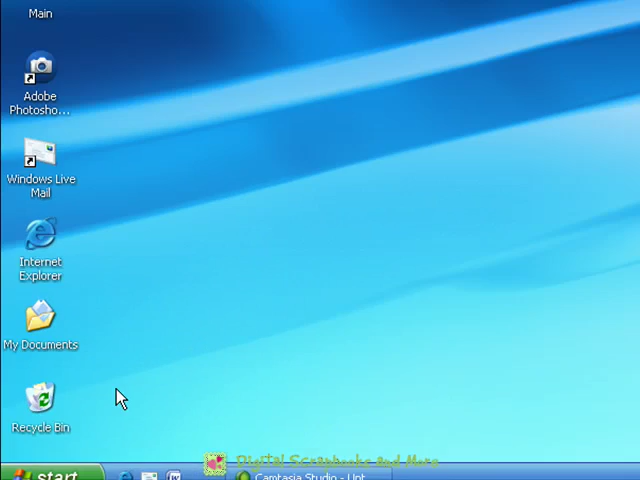 Main
Adobe
Photosho...
Windows Live
Mail
Internet
Explorer
My Documents
Recycle Bin
Digital Scrapbooks and More
start
Camtasia Studio - Unt